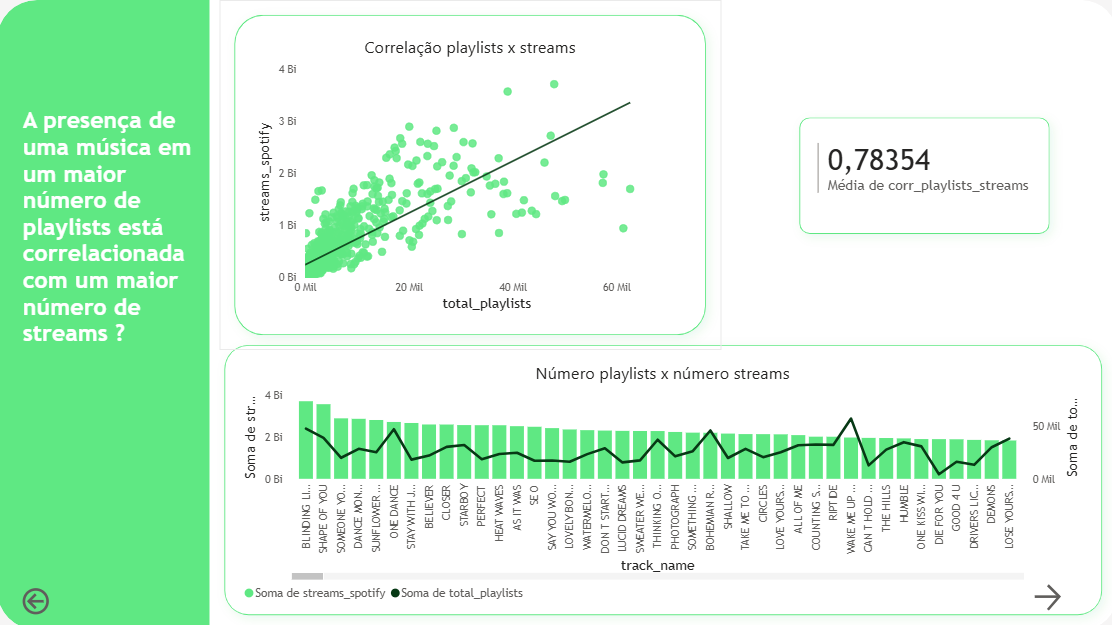 A presença de
uma música em
um maior
número de
playlists está
correlacionada
com um maior
número de
streams ?
Correlação playlists x streams
streams_spotify
4 Bi
3 Bi
2 Bi
1 Bi
0 Bi
0 Mil
20 Mil
40 Mil
60 Mil
total_playlists
0,78354
Média de corr_playlists_streams
Número playlists x número streams
Soma de str...
4 Bi
2 Bi
0 Bi
50 Mil
0 Mil
Soma de to...
BLINDING LI...
SHAPE OF YOU
SOMEONE YO...
DANCE MON...
SUNFLOWER...
ONE DANCE
STAY WITH J...
BELIEVER
CLOSER
STARBOY
PERFECT
HEAT WAVES
AS IT WAS
SE O
SAY YOU WO...
LOVELY BON...
WATERMELO...
DON T START...
LUCID DREAMS
SWEATER WE...
THINKING O...
PHOTOGRAPH
SOMETHING ...
BOHEMIAN R...
SHALLOW
TAKE ME TO ...
CIRCLES
LOVE YOURS...
ALL OF ME
COUNTING S...
RIPTIDE
WAKE ME UP ...
CAN T HOLD ...
THE HILLS
HUMBLE
ONE KISS WI...
DIE FOR YOU
GOOD 4 U
DRIVERS LIC...
DEMONS
LOSE YOURS...
track_name
Soma de streams_spotify
Soma de total_playlists